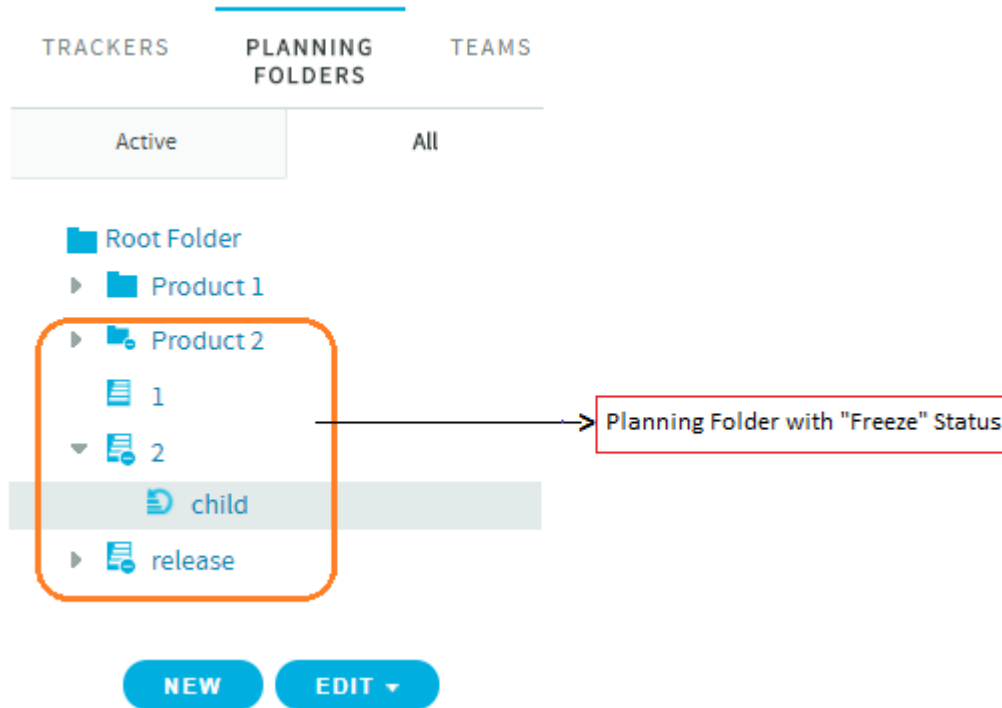 TRACKERS PLANNING FOLDERS TEAMS
Active All
Root Folder
Product 1
Product 2
1
2
child
release
Planning Folder with "Freeze" Status
NEW EDIT